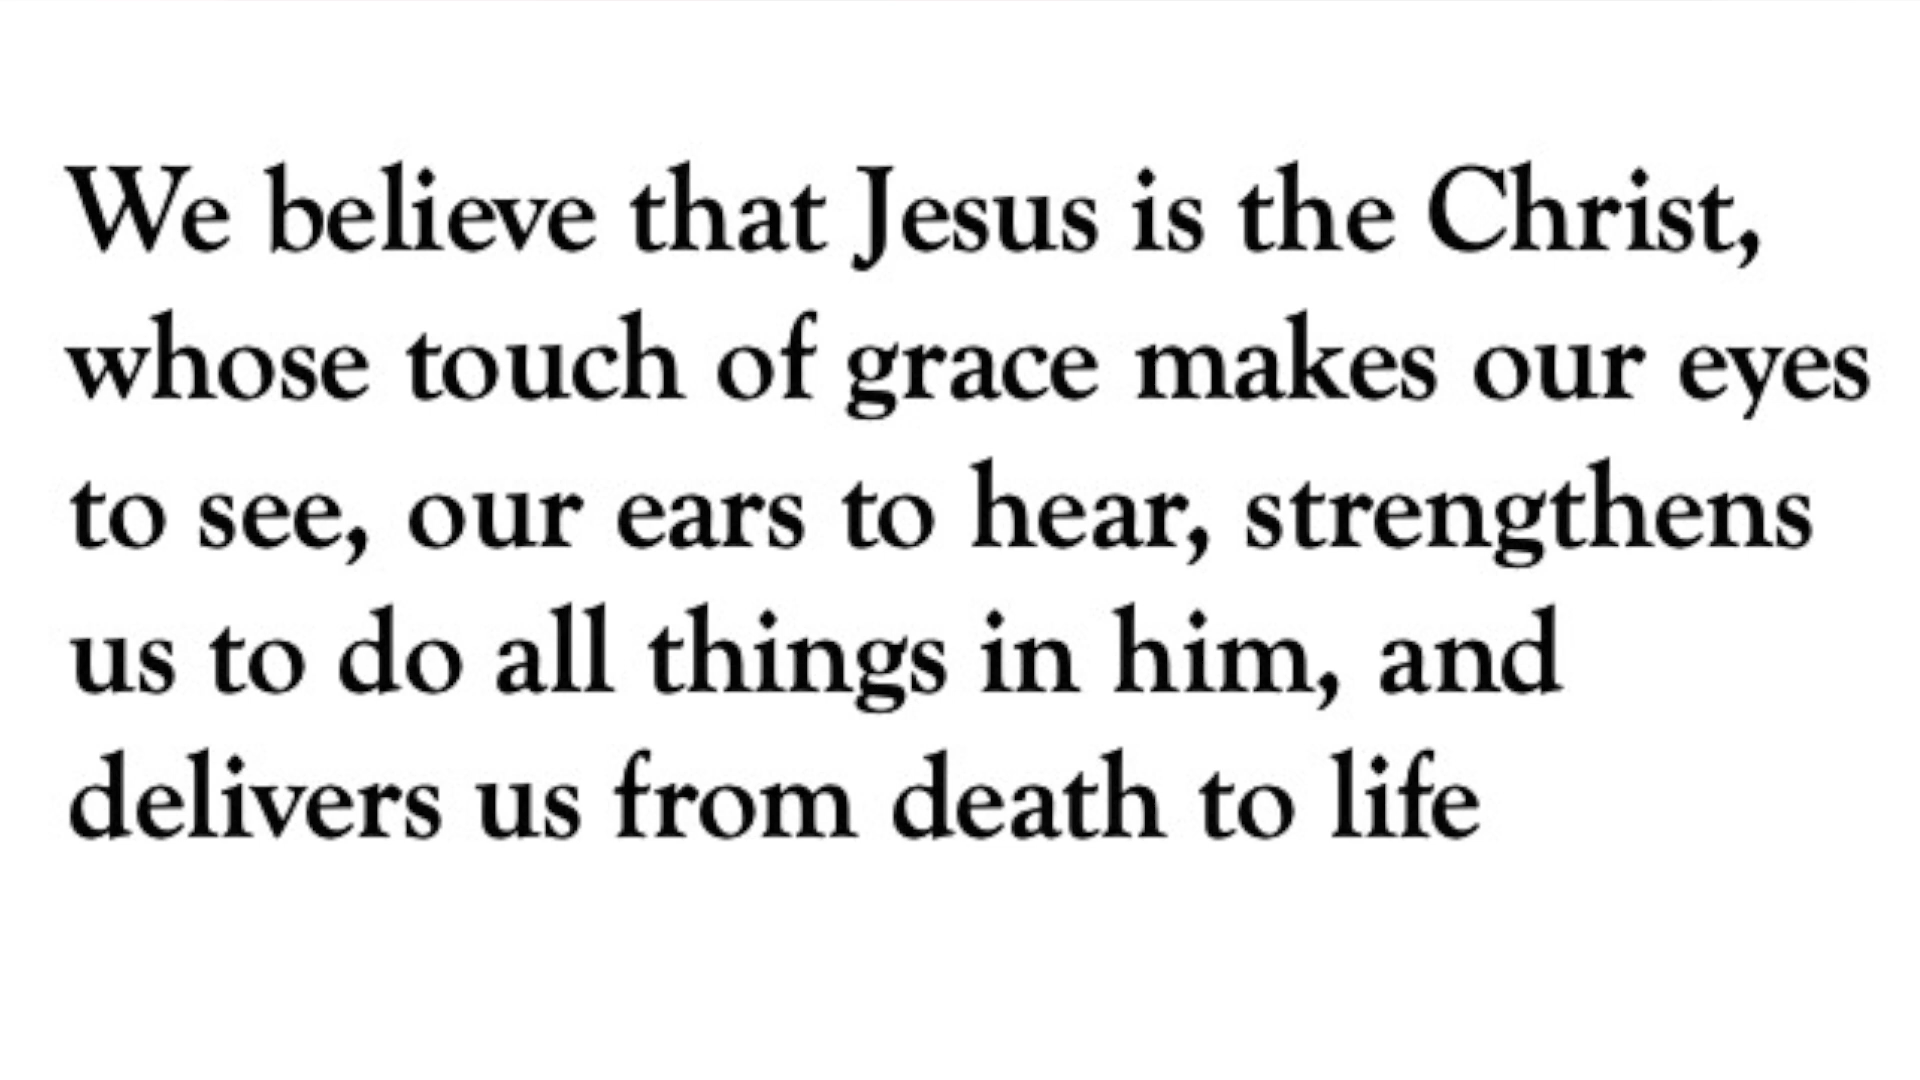 We believe that Jesus is the Christ,
whose touch of grace makes our eyes
to see, our ears to hear, strengthens
us to do all things in him, and
delivers us from death to life